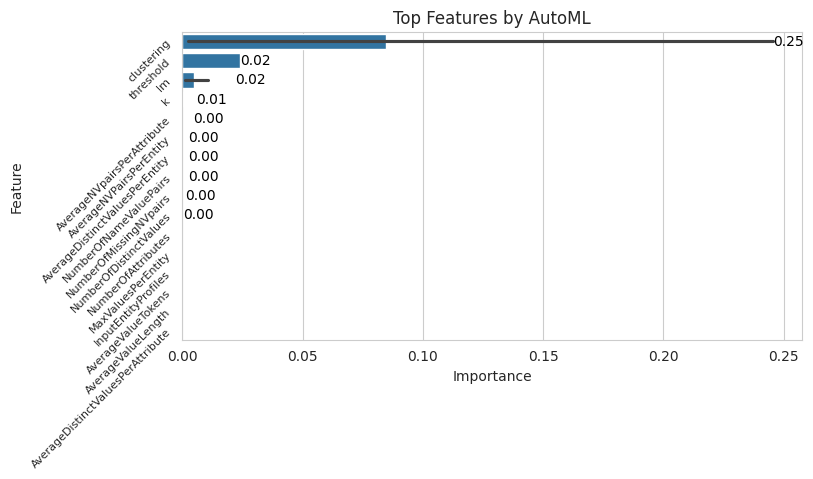 Top Features by AutoML
Feature
clustering
threshold
lm
k
AverageNVpairsPerAttribute
AverageNVPairsPerEntity
AverageDistinctValuesPerEntity
NumberOfNameValuePairs
NumberOfMissingNVpairs
NumberOfDistinctValues
NumberOfAttributes
MaxValuesPerEntity
InputEntityProfiles
AverageValueTokens
AverageValueLength
AverageDistinctValuesPerAttribute
0.25
0.02
0.02
0.01
0.00
0.00
0.00
0.00
0.00
0.00
0.00 0.05 0.10 0.15 0.20 0.25
Importance